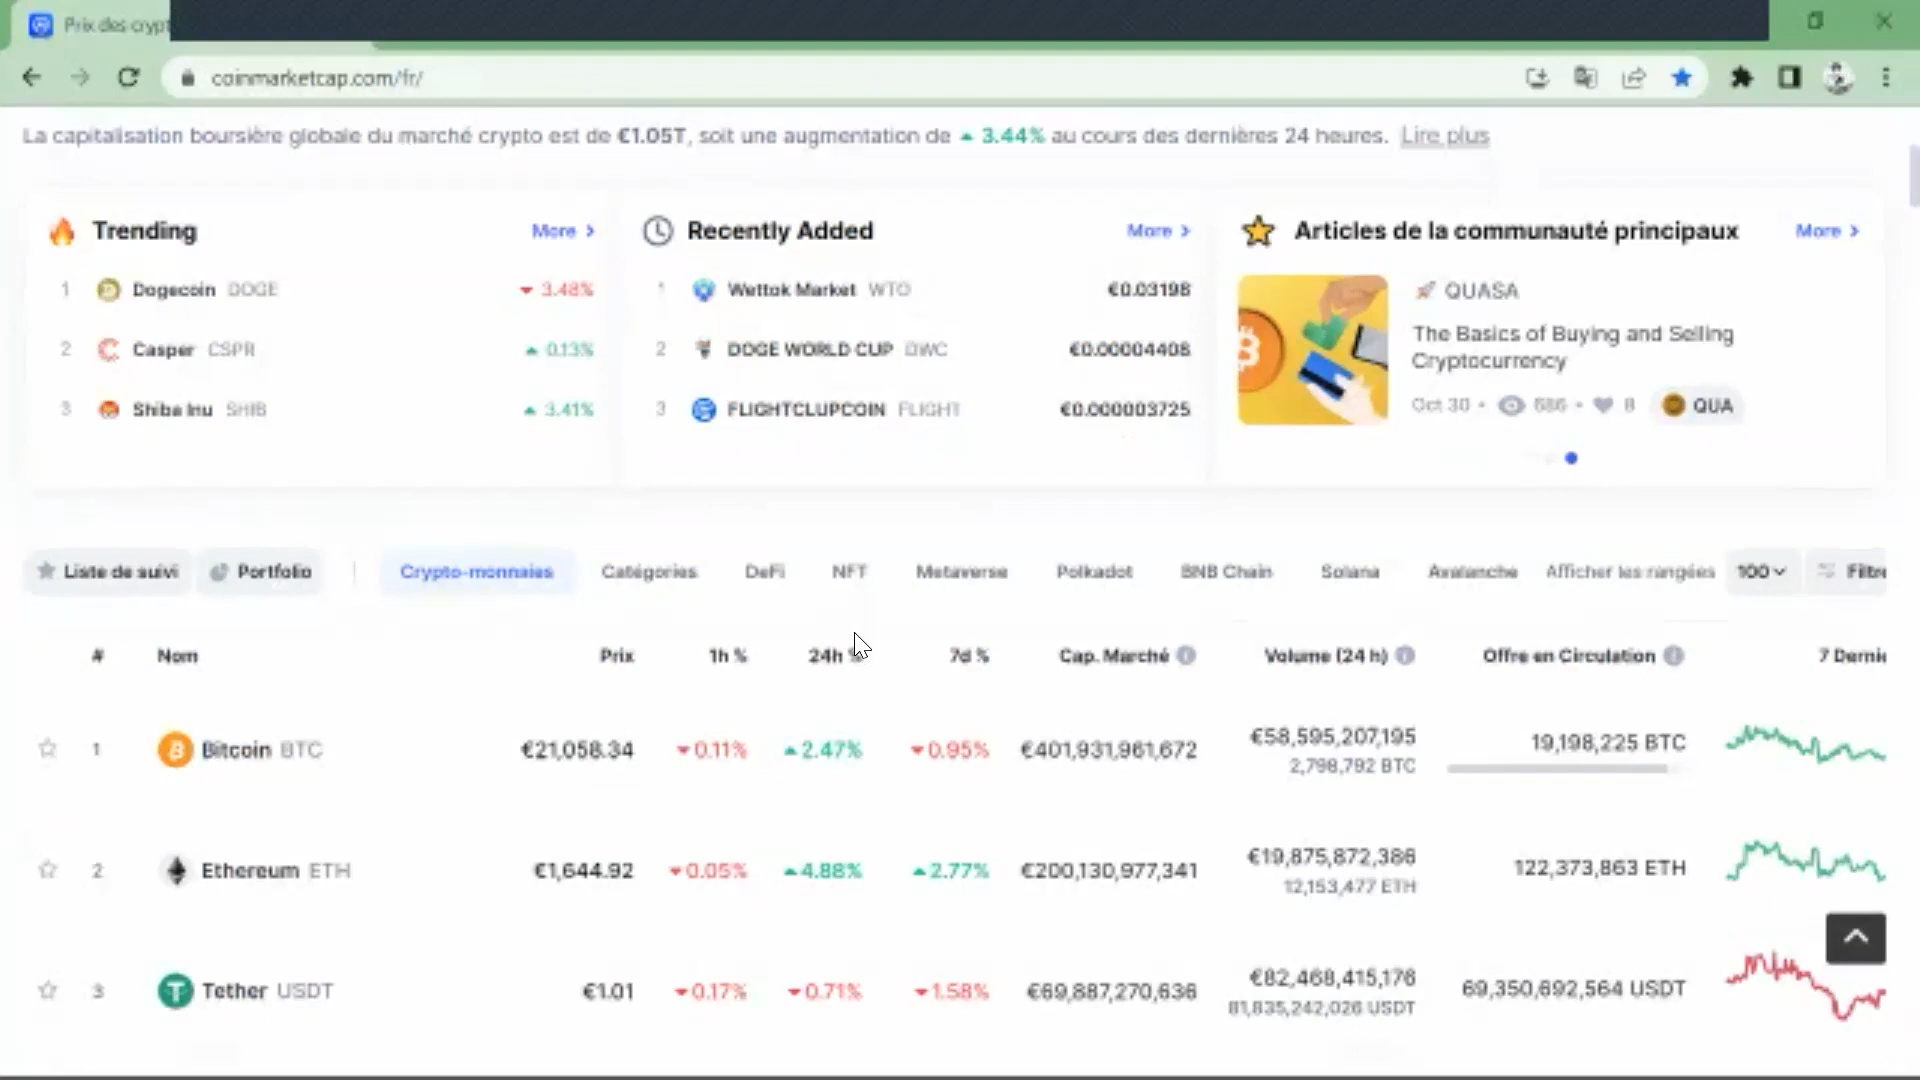 Prix des crypt
coinmarketcap.com/fr/
La capitalisation boursière globale du marché crypto est de €1.05T, soit une augmentation de 3.44% au cours des dernières 24 heures. Lire plus
Trending More
1 Dogecoin DOGE 3.48%
2 Casper CSPR 0.13%
3 Shiba Inu SHIB 3.41%
Recently Added More
1 Wettok Market WTO €0.03198
2 DOGE WORLD CUP DWC €0.00004408
3 FLIGHTCLUPCOIN FLIGHT €0.000003725
Articles de la communauté principaux More
QUASA
The Basics of Buying and Selling
Cryptocurrency
Oct 30 • 686 • 8 QUA
Liste de suivi Portfolio Crypto-monnaies Catégories DeFi NFT Metaverse Polkadot BNB Chain Solana Avalanche Afficher les rangées 100 Filtre
# Nom Prix 1h % 24h % 7d % Cap. Marché Volume (24 h) Offre en Circulation 7 Dernie
1 Bitcoin BTC €21,058.34 0.11% 2.47% 0.95% €401,931,961,672 €58,595,207,195 19,198,225 BTC
2,798,792 BTC
2 Ethereum ETH €1,644.92 0.05% 4.88% 2.77% €200,130,977,341 €19,875,872,386 122,373,863 ETH
12,153,477 ETH
3 Tether USDT €1.01 0.17% 0.71% 1.58% €69,887,270,636 €82,468,415,176 69,350,692,564 USDT
81,835,242,026 USDT